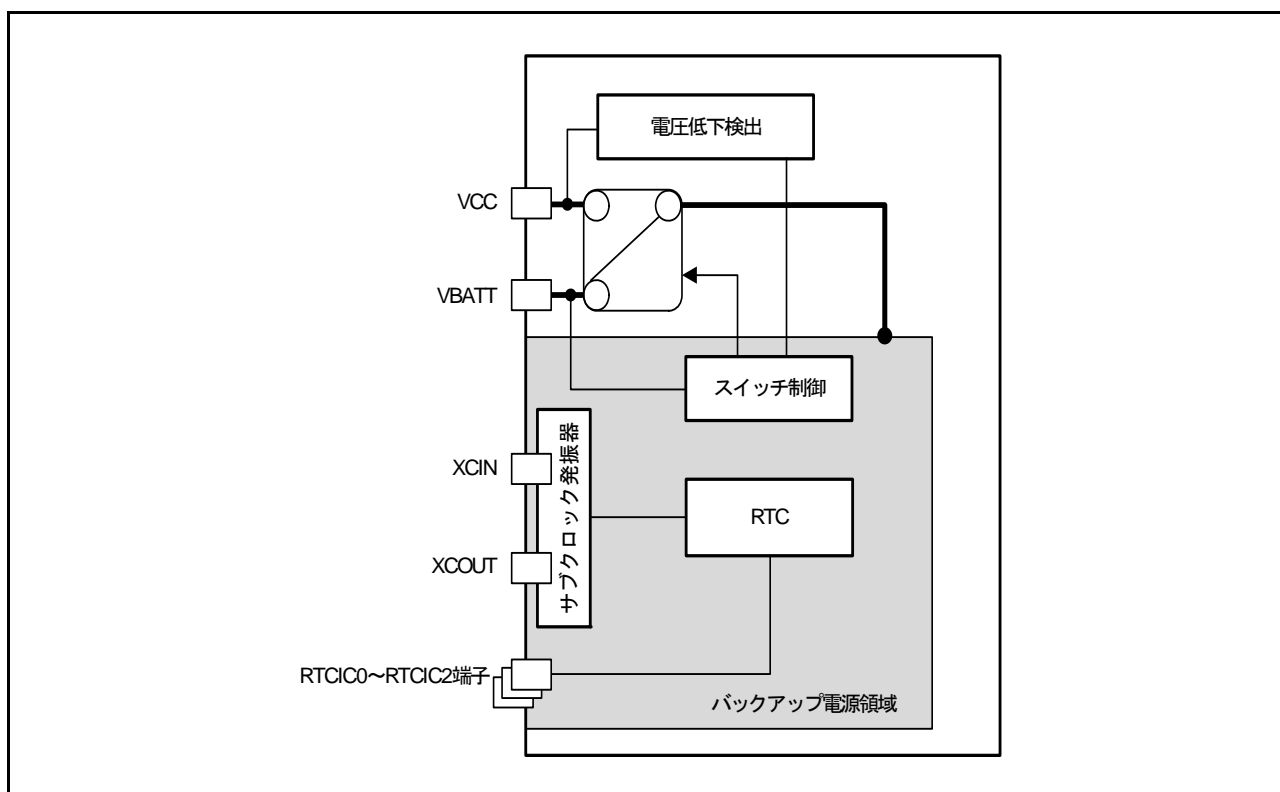 電圧低下検出
VCC
VBATT
スイッチ制御
サブクロック発振器
XCIN
RTC
XCOUT
RTCIC0～RTCIC2端子
バックアップ電源領域